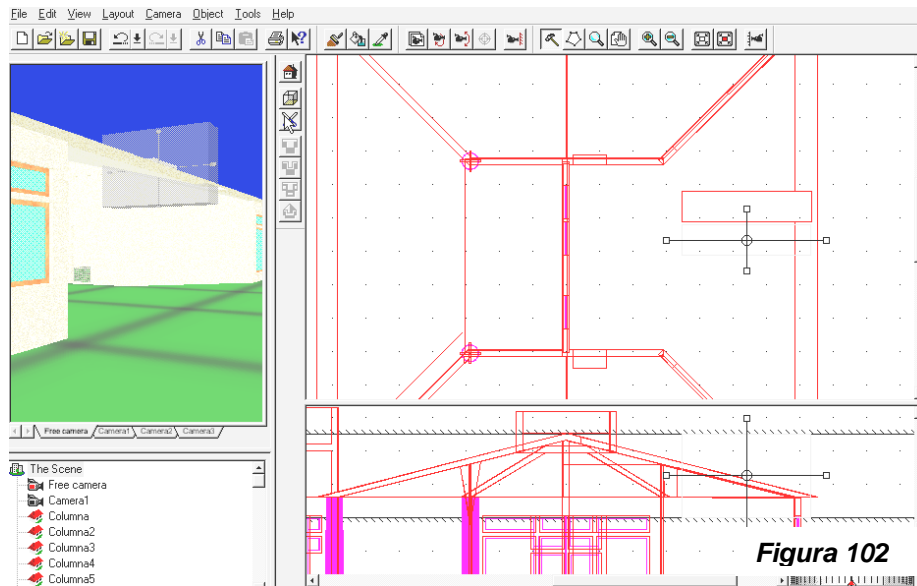 File Edit View Layout Camera Object Tools Help
Free camera Camera1 Camera2 Camera3
The Scene
Free camera
Camera1
Columna
Columna2
Columna3
Columna4
Columna5
Figura 102